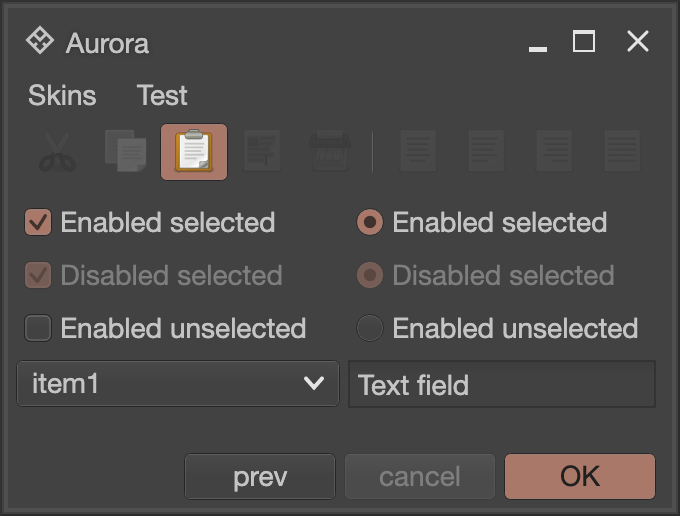 Aurora
Skins Test
Enabled selected Enabled selected
Disabled selected Disabled selected
Enabled unselected Enabled unselected
item1 Text field
prev cancel OK